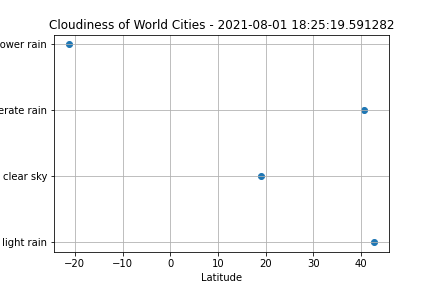 Cloudiness of World Cities - 2021-08-01 18:25:19.591282
ower rain
erate rain
clear sky
light rain
−20 −10 0 10 20 30 40
Latitude